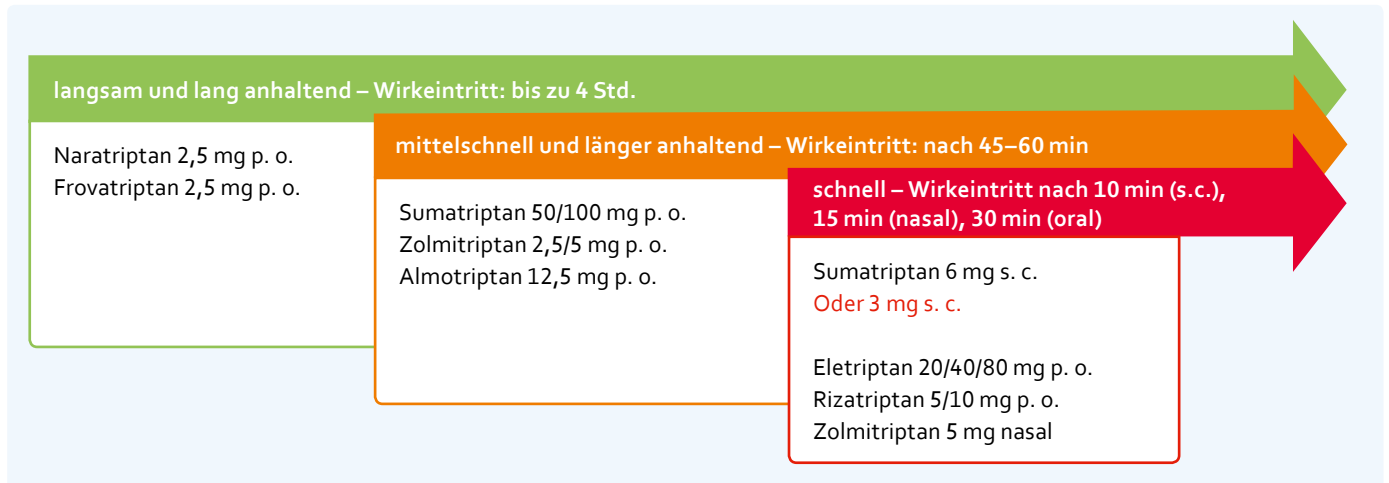 langsam und lang anhaltend – Wirkeintritt: bis zu 4 Std.
Naratriptan 2,5 mg p. o.
Frovatriptan 2,5 mg p. o.
mittelschnell und länger anhaltend – Wirkeintritt: nach 45–60 min
Sumatriptan 50/100 mg p. o.
Zolmitriptan 2,5/5 mg p. o.
Almotriptan 12,5 mg p. o.
schnell – Wirkeintritt nach 10 min (s.c.),
15 min (nasal), 30 min (oral)
Sumatriptan 6 mg s. c.
Oder 3 mg s. c.
Eletriptan 20/40/80 mg p. o.
Rizatriptan 5/10 mg p. o.
Zolmitriptan 5 mg nasal